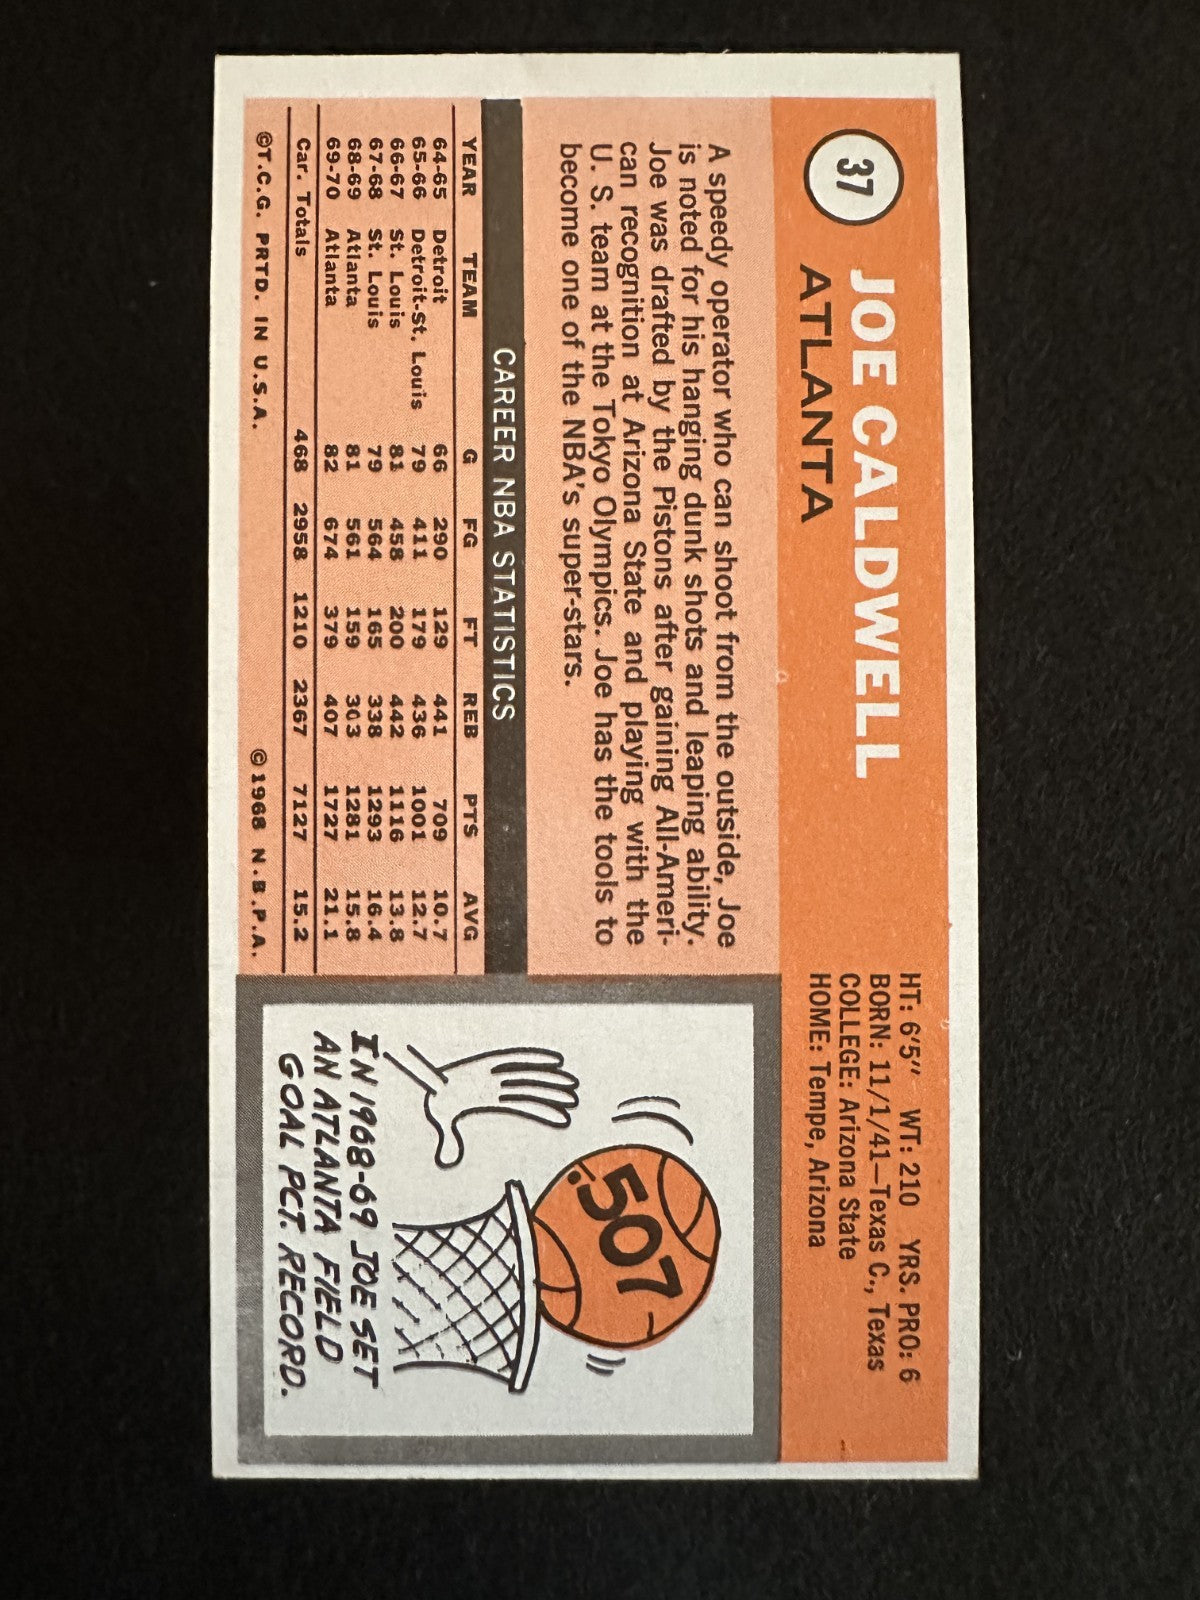 37
JOE CALDWELL
ATLANTA
HT: 6'5" WT: 210 YRS. PRO: 6
BORN: 11/1/41—Texas C., Texas
COLLEGE: Arizona State
HOME: Tempe, Arizona
A speedy operator who can shoot from the outside, Joe
is noted for his hanging dunk shots and leaping ability.
Joe was drafted by the Pistons after gaining All-Ameri-
can recognition at Arizona State and playing with the
U. S. team at the Tokyo Olympics. Joe has the tools to
become one of the NBA's super-stars.
CAREER NBA STATISTICS
YEAR TEAM G FG FT REB PTS AVG
64-65 Detroit 66 290 129 441 709 10.7
65-66 Detroit-St. Louis 79 411 179 436 1001 12.7
66-67 St. Louis 81 458 200 442 1116 13.8
67-68 St. Louis 79 564 165 338 1293 16.4
68-69 Atlanta 81 561 159 303 1281 15.8
69-70 Atlanta 82 674 379 407 1727 21.1
Car. Totals 468 2958 1210 2367 7127 15.2
©T.C.G. PRTD. IN U.S.A. ©1968 N.B.P.A.
.507
IN 1968-69 JOE SET
AN ATLANTA FIELD
GOAL PCT. RECORD.